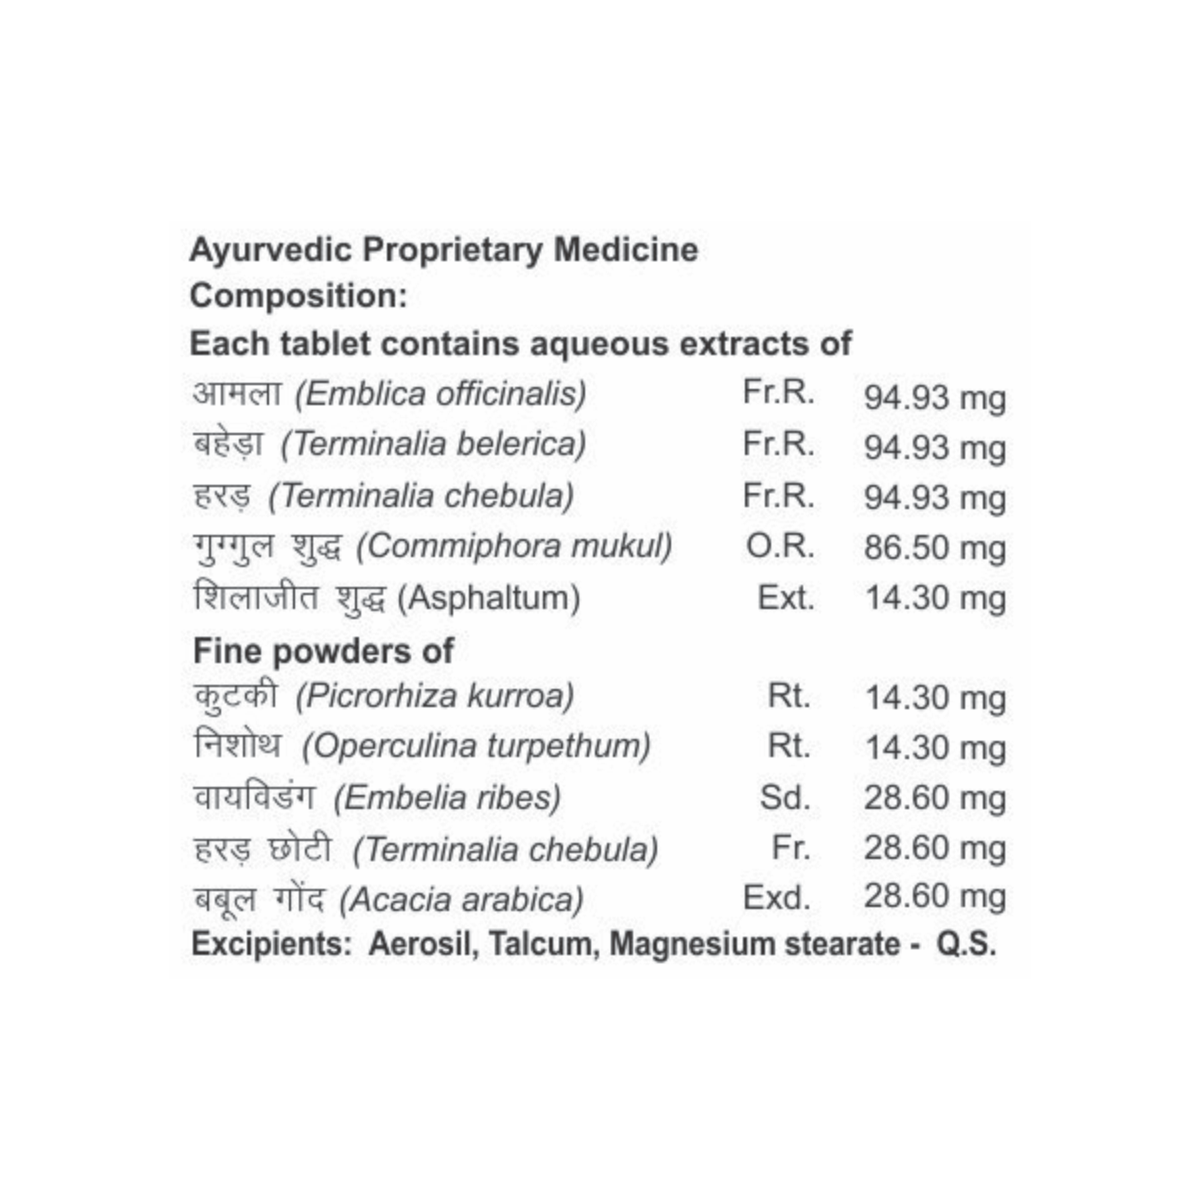 Ayurvedic Proprietary Medicine
Composition:
Each tablet contains aqueous extracts of
आमला (Emblica officinalis) Fr.R. 94.93 mg
बहेड़ा (Terminalia belerica) Fr.R. 94.93 mg
हरड़ (Terminalia chebula) Fr.R. 94.93 mg
गुग्गुल शुद्ध (Commiphora mukul) O.R. 86.50 mg
शिलाजीत शुद्ध (Asphaltum) Ext. 14.30 mg
Fine powders of
कुटकी (Picrorhiza kurroa) Rt. 14.30 mg
निशोथ (Operculina turpethum) Rt. 14.30 mg
वायविडंग (Embelia ribes) Sd. 28.60 mg
हरड़ छोटी (Terminalia chebula) Fr. 28.60 mg
बबूल गोंद (Acacia arabica) Exd. 28.60 mg
Excipients: Aerosil, Talcum, Magnesium stearate - Q.S.